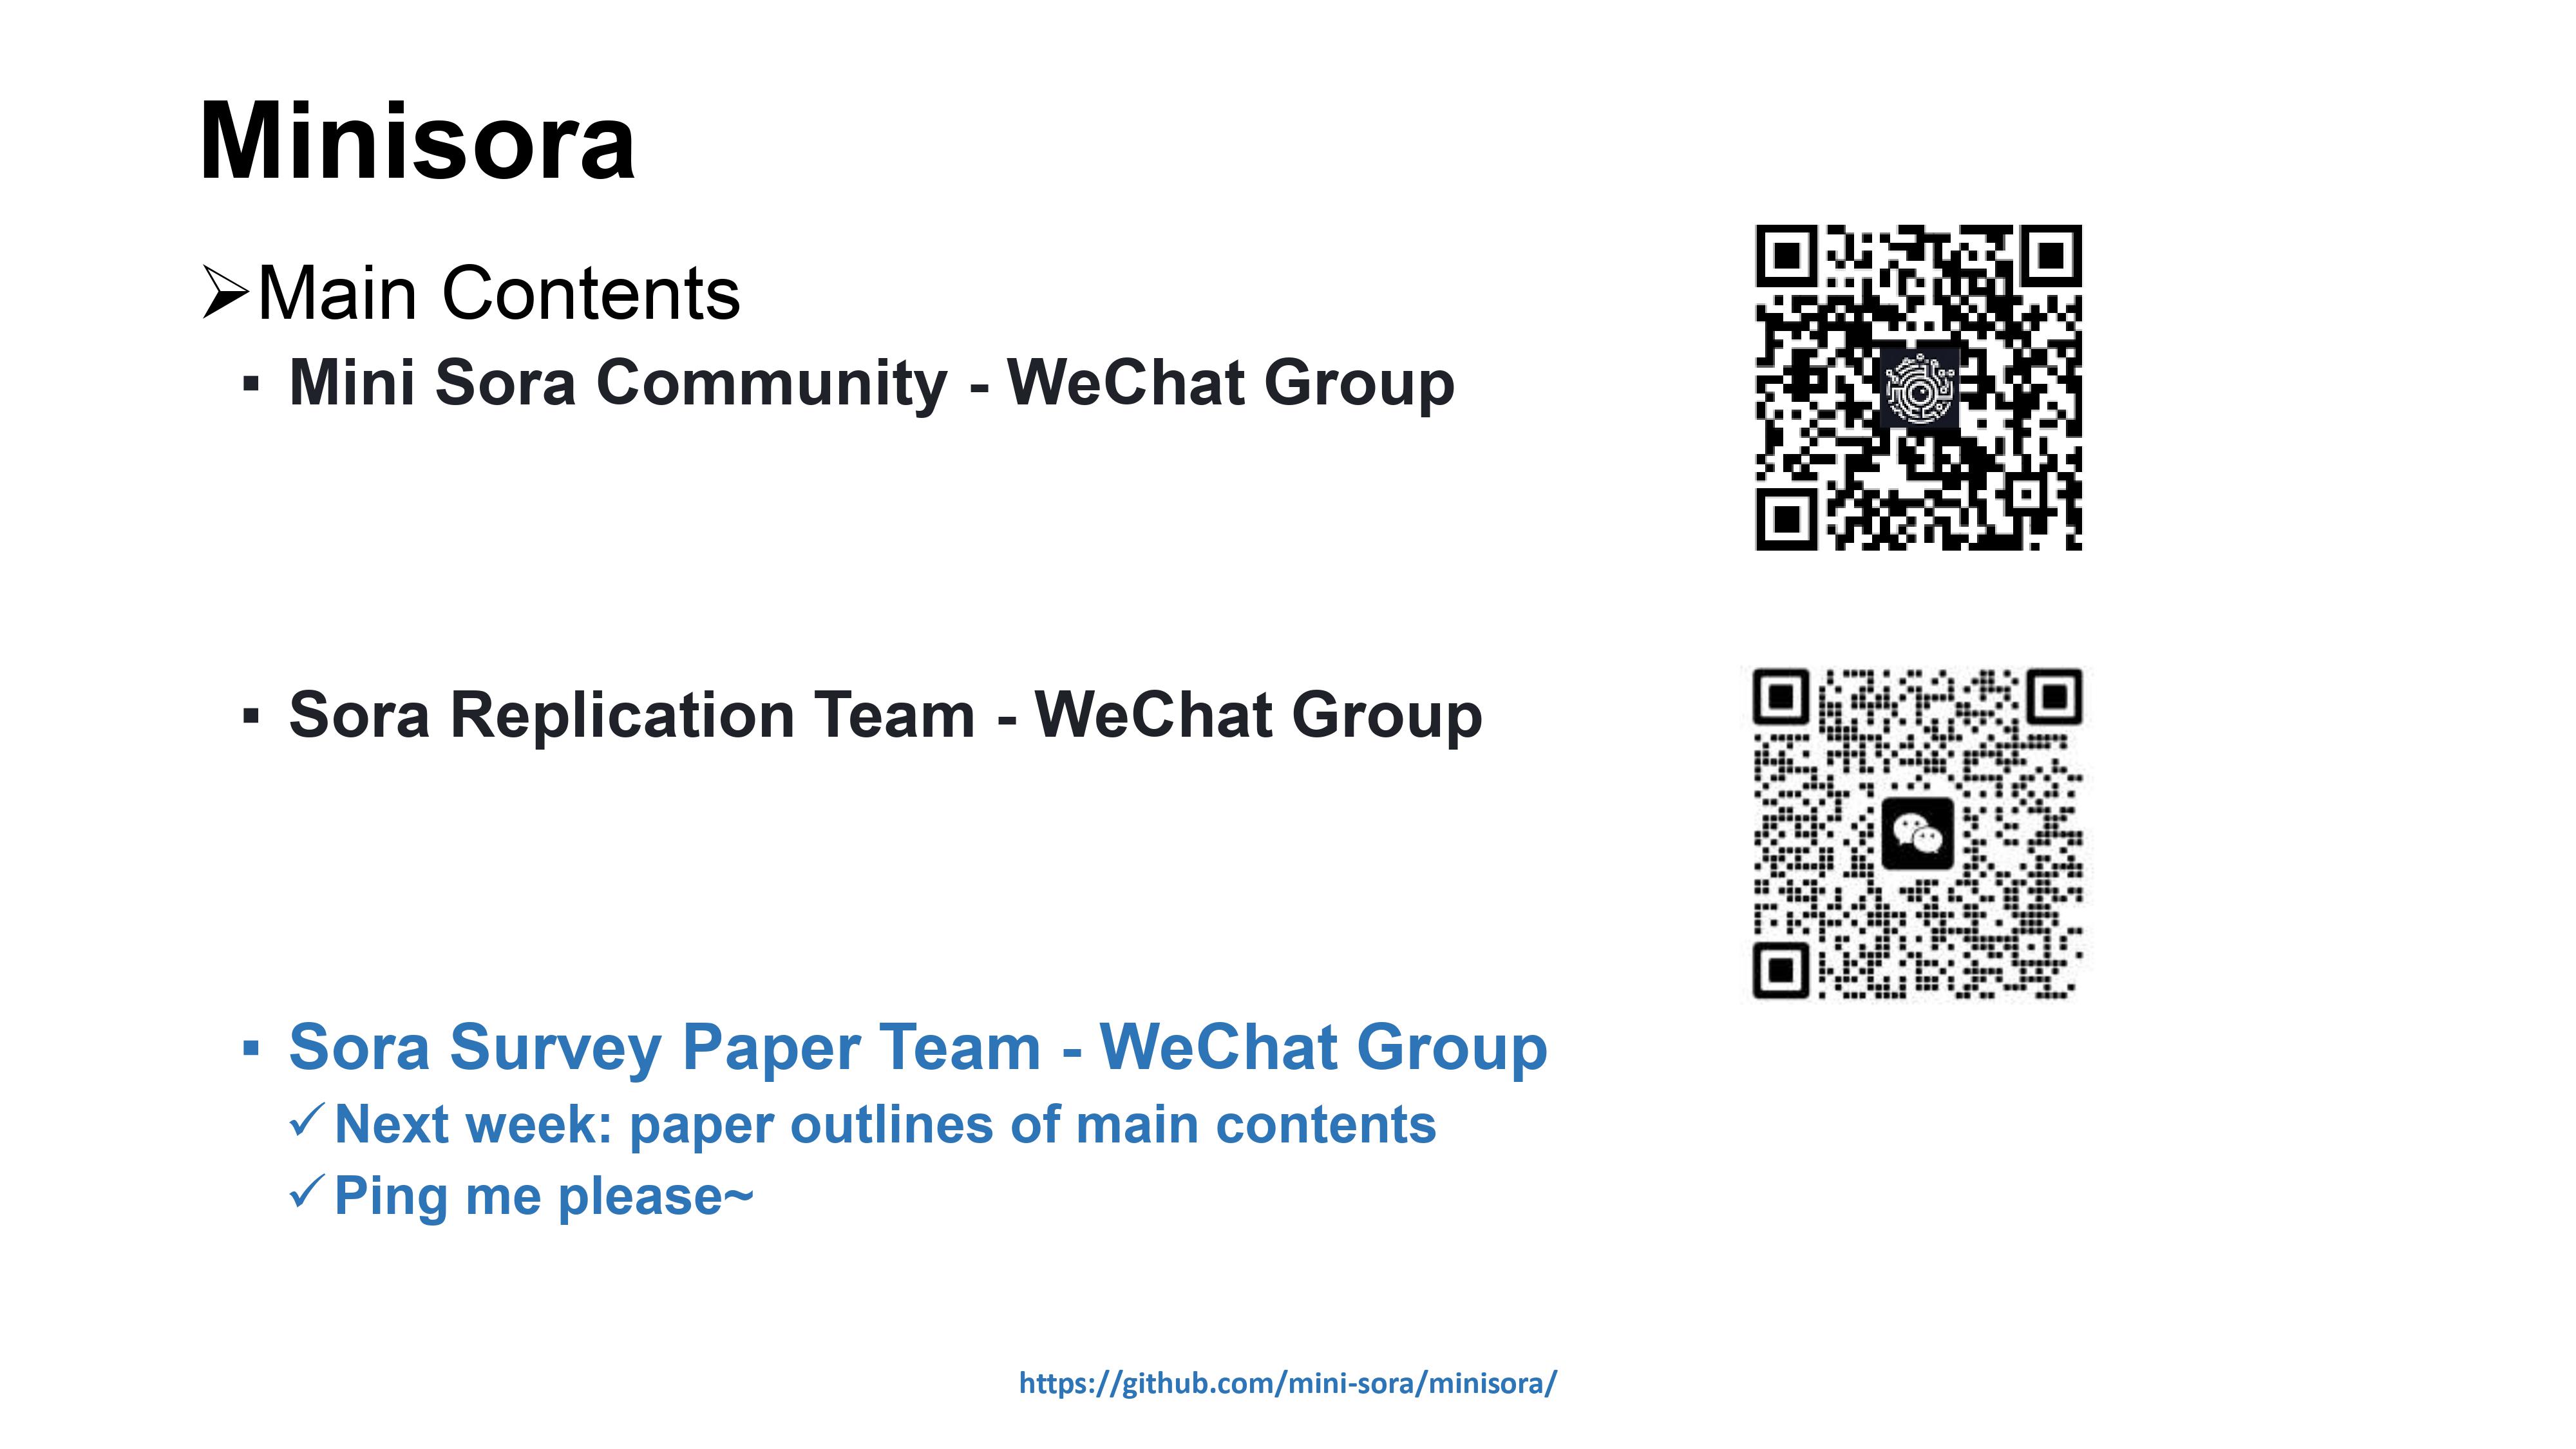 Minisora
➢Main Contents
▪ Mini Sora Community - WeChat Group
▪ Sora Replication Team - WeChat Group
▪ Sora Survey Paper Team - WeChat Group
✓Next week: paper outlines of main contents
✓Ping me please~
https://github.com/mini-sora/minisora/